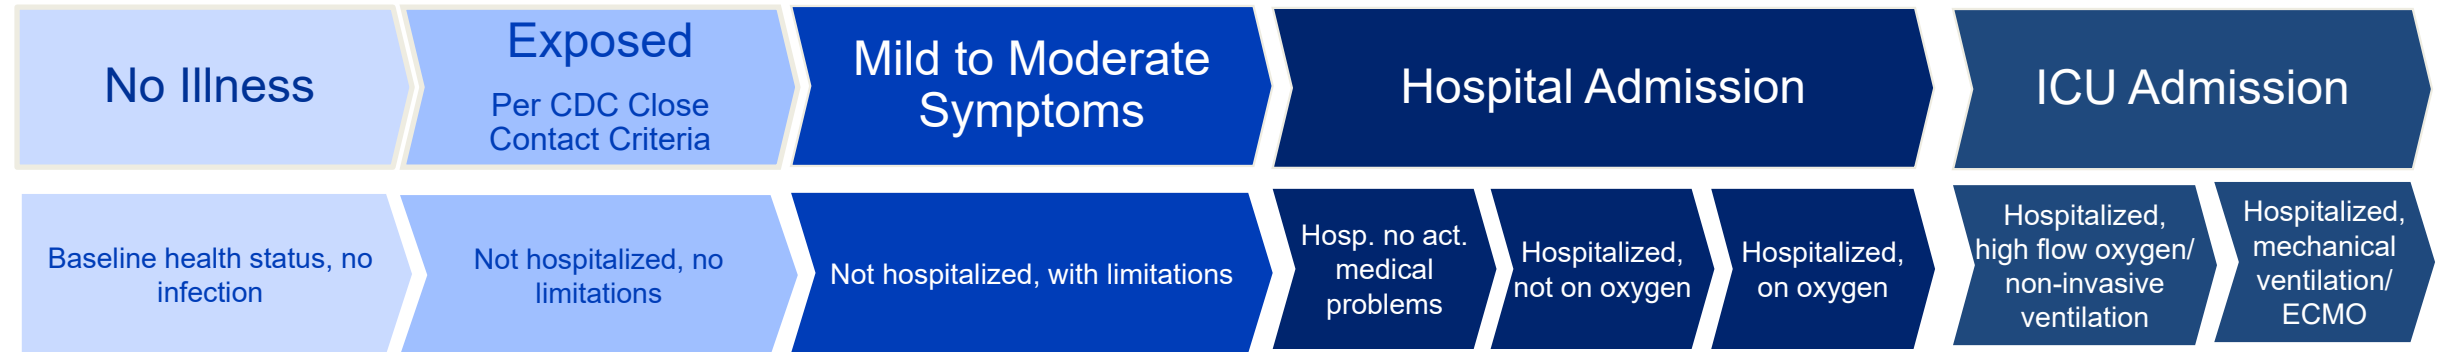 No Illness
Exposed
Per CDC Close
Contact Criteria
Mild to Moderate
Symptoms
Hospital Admission
ICU Admission
Baseline health status, no
infection
Not hospitalized, no
limitations
Not hospitalized, with limitations
Hosp. no act.
medical
problems
Hospitalized,
not on oxygen
Hospitalized,
on oxygen
Hospitalized,
high flow oxygen/
non-invasive
ventilation
Hospitalized,
mechanical
ventilation/
ECMO